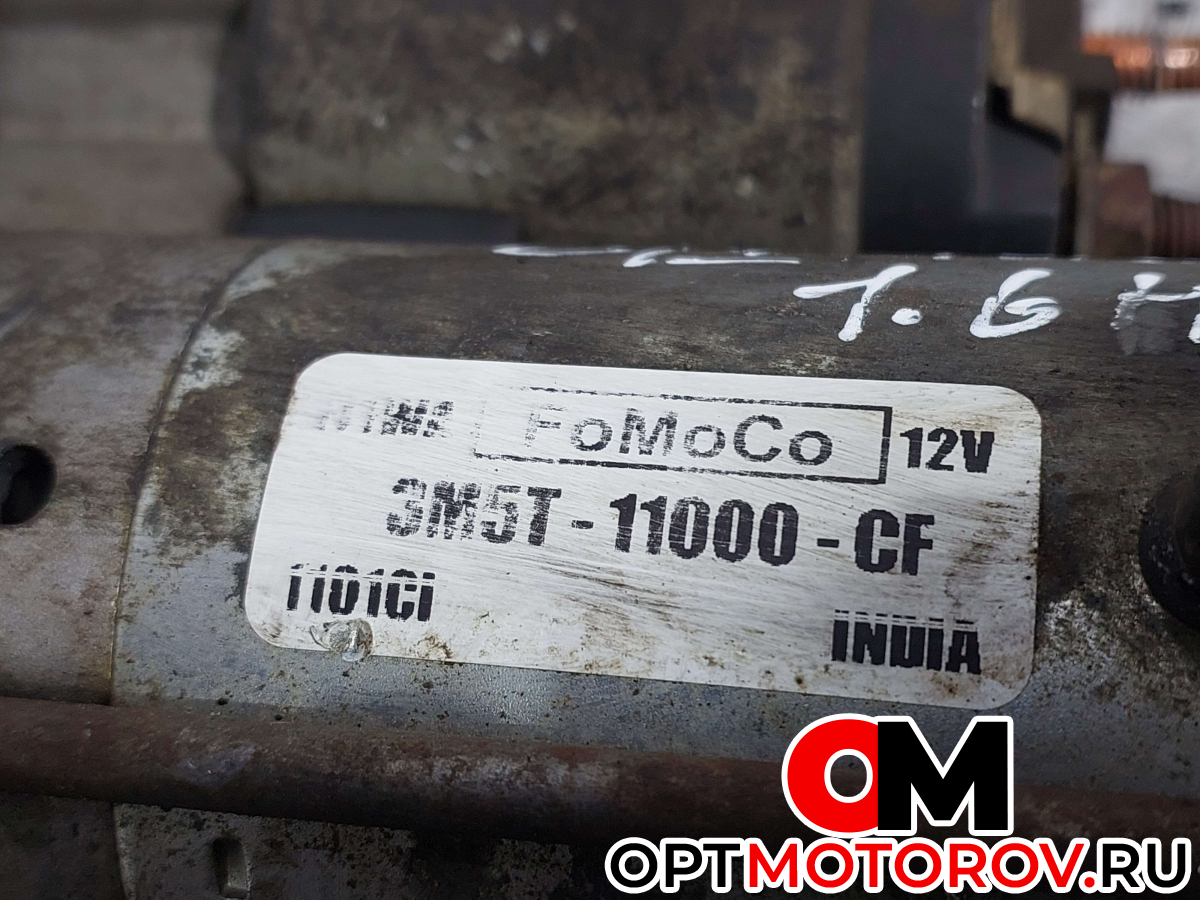 1.6
FoMoCo 12V
3M5T-11000-CF
1101Ci
INDIA
OM
OPTMOTOROV.RU